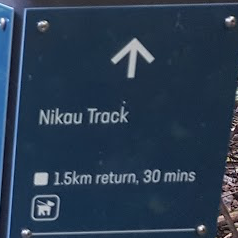 Nikau Track
1.5km return, 30 mins